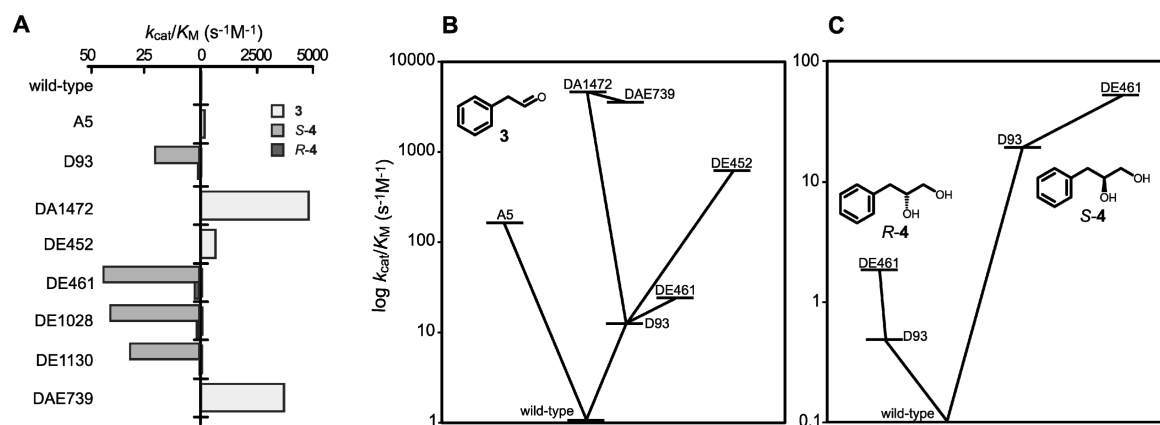 A
k_cat/K_M (s⁻¹M⁻¹)
50 25 0 2500 5000
wild-type
A5
D93
DA1472
DE452
DE461
DE1028
DE1130
DAE739
3
S-4
R-4
B
log k_cat/K_M (s⁻¹M⁻¹)
10000
1000
100
10
1
O
3
DA1472
DAE739
DE452
A5
DE461
D93
wild-type
C
100
10
1
0.1
DE461
D93
OH
OH
R-4
OH
OH
S-4
DE461
D93
wild-type